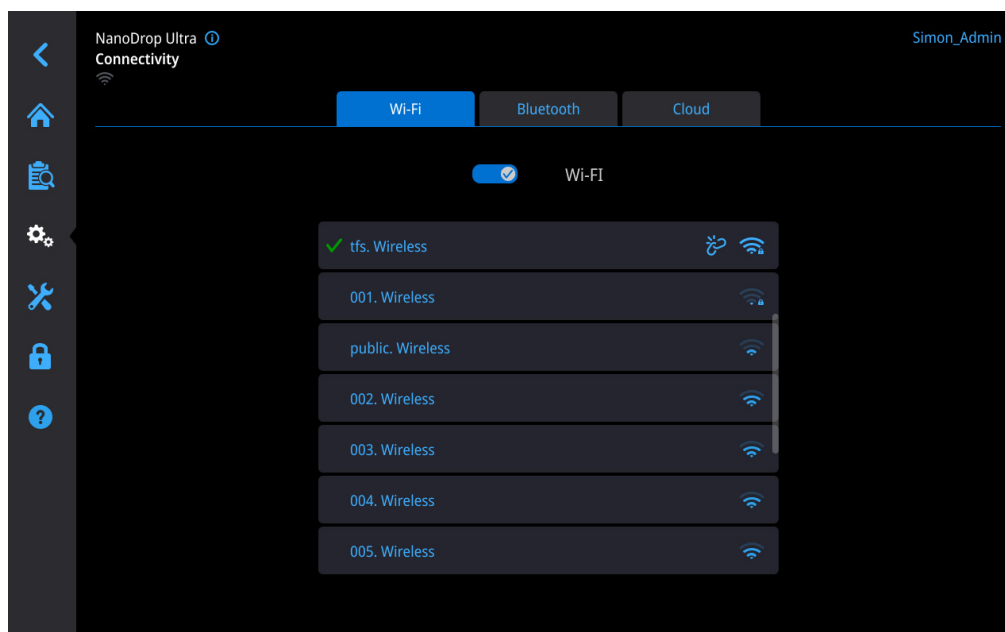 NanoDrop Ultra
Simon_Admin
Connectivity
Wi-Fi
Bluetooth
Cloud
Wi-FI
tfs. Wireless
001. Wireless
public. Wireless
002. Wireless
003. Wireless
004. Wireless
005. Wireless